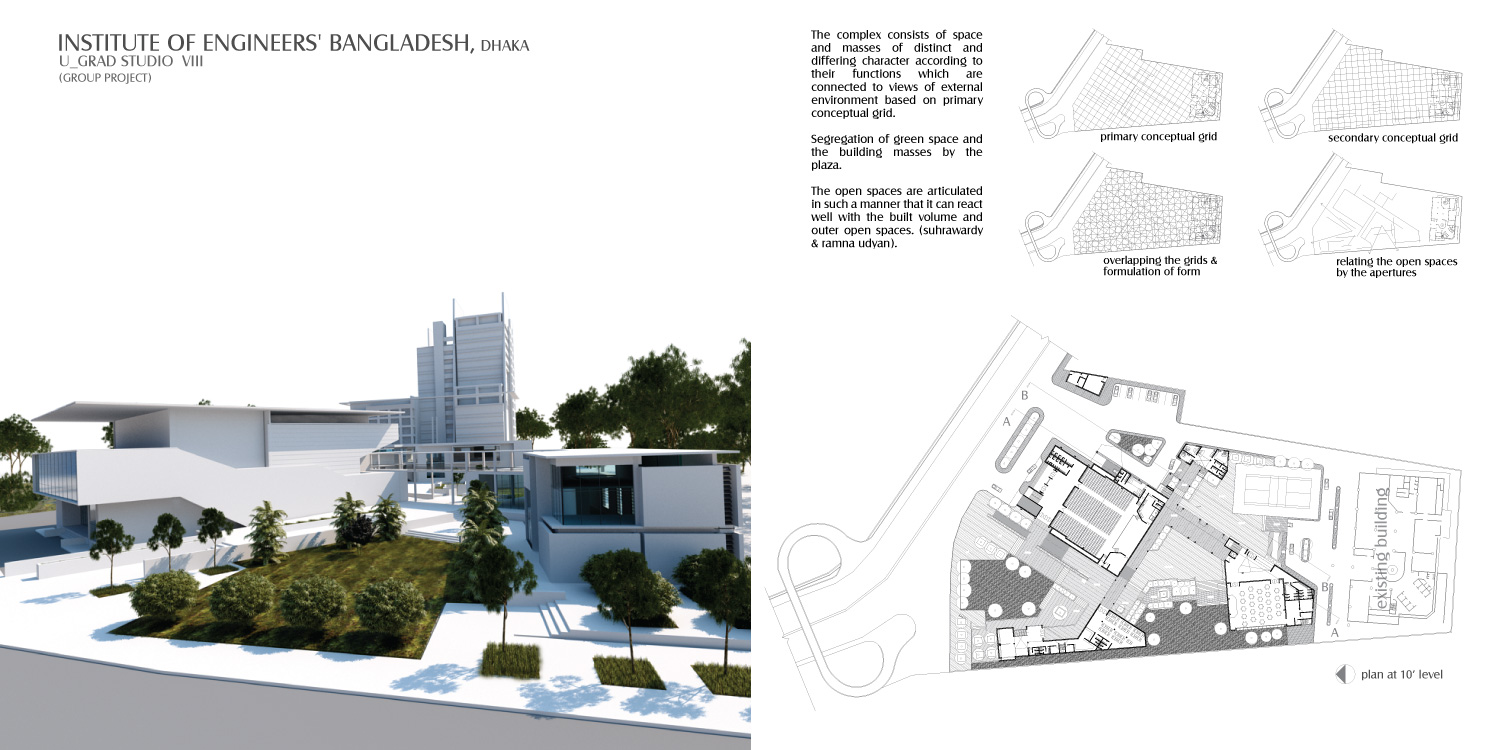 INSTITUTE OF ENGINEERS' BANGLADESH, DHAKA
U_GRAD STUDIO VIII
(GROUP PROJECT)
The complex consists of space
and masses of distinct and
differing character according to
their functions which are
connected to views of external
environment based on primary
conceptual grid.
Segregation of green space and
the building masses by the
plaza.
The open spaces are articulated
in such a manner that it can react
well with the built volume and
outer open spaces. (suhrawardy
& ramna udyan).
primary conceptual grid
secondary conceptual grid
overlapping the grids &
formulation of form
relating the open spaces
by the apertures
B
A
existing building
B
A
plan at 10' level